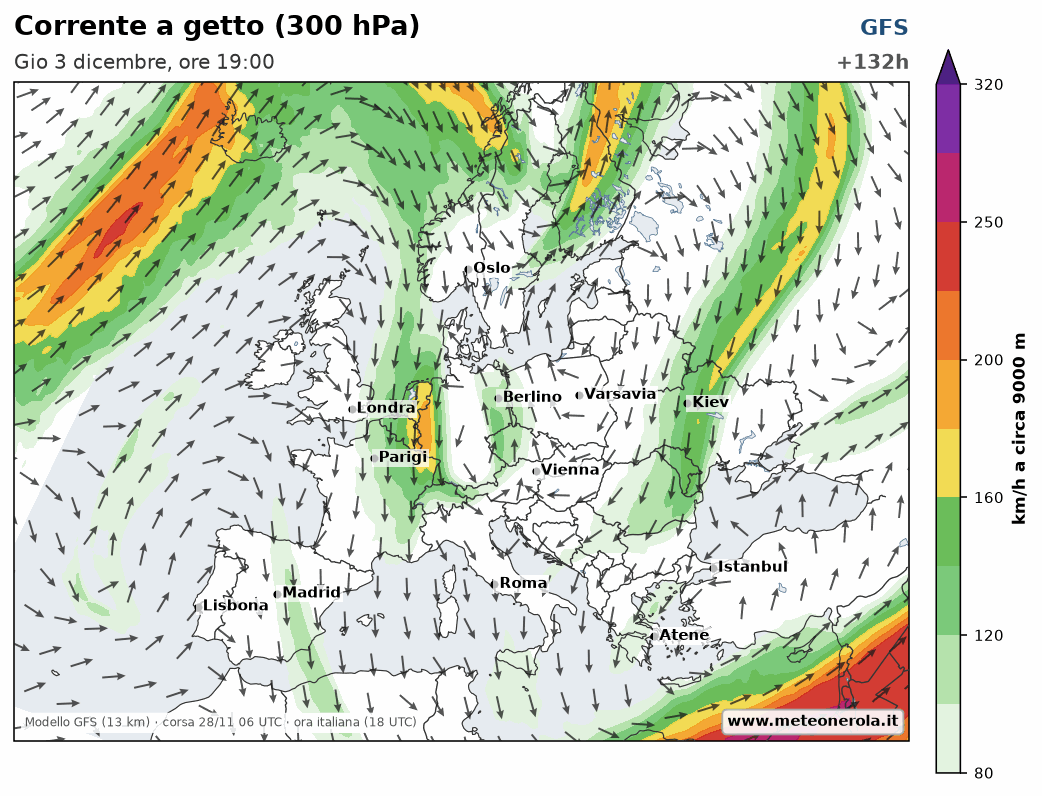 Corrente a getto (300 hPa)
GFS
Gio 3 dicembre, ore 19:00
+132h
320
250
200
160
120
80
km/h a circa 9000 m
Oslo
Berlino
Varsavia
Kiev
Londra
Parigi
Vienna
Istanbul
Roma
Madrid
Lisbona
Atene
Modello GFS (13 km) · corsa 28/11 06 UTC · ora italiana (18 UTC)
www.meteonerola.it